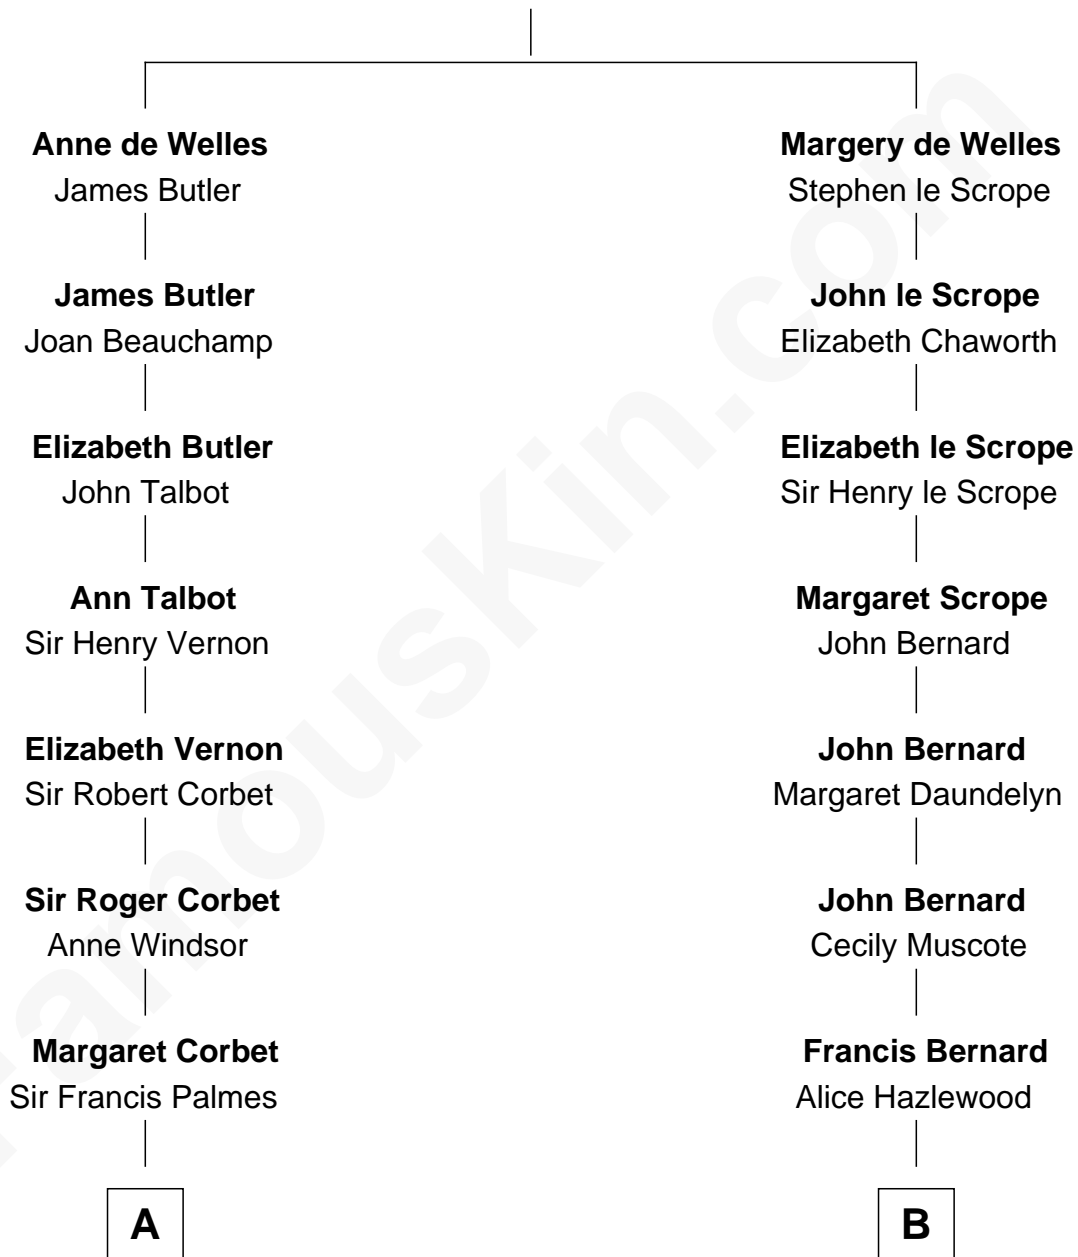 Anne de Welles
James Butler
James Butler
Joan Beauchamp
Elizabeth Butler
John Talbot
Ann Talbot
Sir Henry Vernon
Elizabeth Vernon
Sir Robert Corbet
Sir Roger Corbet
Anne Windsor
Margaret Corbet
Sir Francis Palmes
A
Margery de Welles
Stephen le Scrope
John le Scrope
Elizabeth Chaworth
Elizabeth le Scrope
Sir Henry le Scrope
Margaret Scrope
John Bernard
John Bernard
Margaret Daundelyn
John Bernard
Cecily Muscote
Francis Bernard
Alice Hazlewood
B
famouskin.com